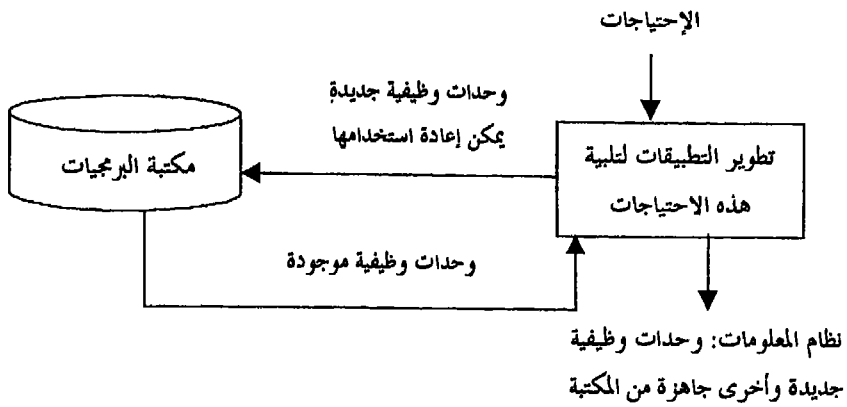 الإحتياجات
وحدات وظيفية جديدة
يمكن إعادة استخدامها
تطوير التطبيقات لتلبية
هذه الاحتياجات
مكتبة البرمجيات
وحدات وظيفية موجودة
نظام المعلومات: وحدات وظيفية
جديدة وأخرى جاهزة من المكتبة